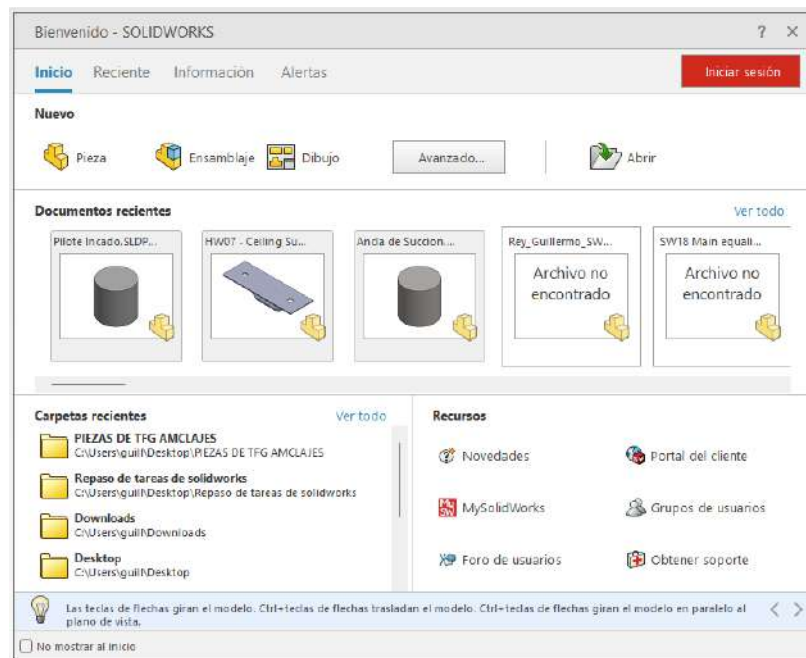 Bienvenido - SOLIDWORKS
?
Inicio Reciente Información Alertas
Iniciar sesión
Nuevo
Pieza Ensamblaje Dibujo Avanzado... Abrir
Documentos recientes Ver todo
Pilote Incado.SLDP... HW07 - Ceiling Su... Ancla de Succion.... Rey_Guillermo_SW... SW18 Main equali...
Archivo no Archivo no
encontrado encontrado
Carpetas recientes Ver todo
PIEZAS DE TFG AMCLAJES
C:\Users\guill\Desktop\PIEZAS DE TFG AMCLAJES
Repaso de tareas de solidworks
C:\Users\guill\Desktop\Repaso de tareas de solidworks
Downloads
C:\Users\guill\Downloads
Desktop
C:\Users\guill\Desktop
Recursos
Novedades Portal del cliente
MySolidWorks Grupos de usuarios
Foro de usuarios Obtener soporte
Las teclas de flechas giran el modelo. Ctrl+teclas de flechas trasladan el modelo. Ctrl+teclas de flechas giran el modelo en paralelo al
plano de vista.
No mostrar al inicio